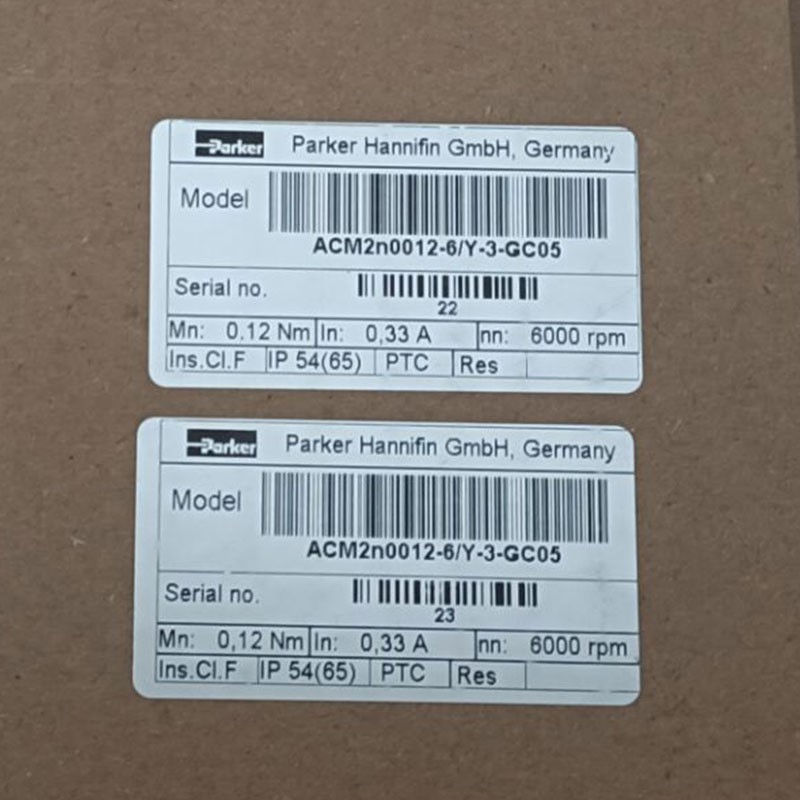 Parker Parker Hannifin GmbH, Germany
Model
ACM2n0012-6/Y-3-GC05
Serial no.
22
Mn: 0,12 Nm In: 0,33 A nn: 6000 rpm
Ins.Cl.F IP 54(65) PTC Res
Parker Parker Hannifin GmbH, Germany
Model
ACM2n0012-6/Y-3-GC05
Serial no.
23
Mn: 0,12 Nm In: 0,33 A nn: 6000 rpm
Ins.Cl.F IP 54(65) PTC Res